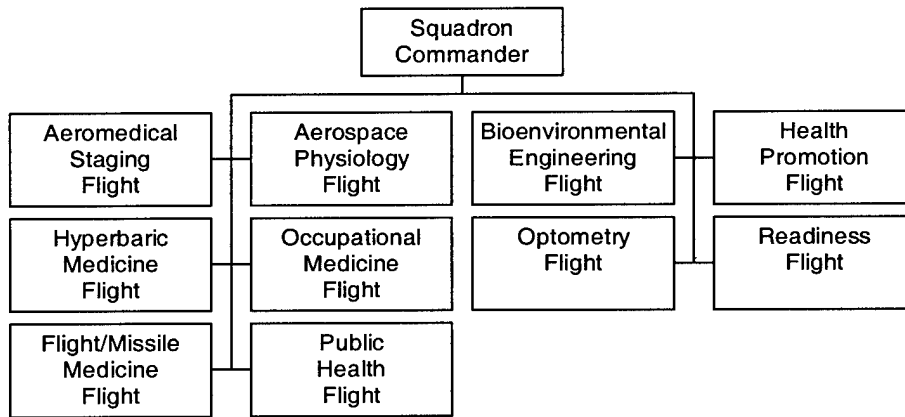 Squadron
Commander
Aeromedical
Staging
Flight
Aerospace
Physiology
Flight
Bioenvironmental
Engineering
Flight
Health
Promotion
Flight
Hyperbaric
Medicine
Flight
Occupational
Medicine
Flight
Optometry
Flight
Readiness
Flight
Flight/Missile
Medicine
Flight
Public
Health
Flight